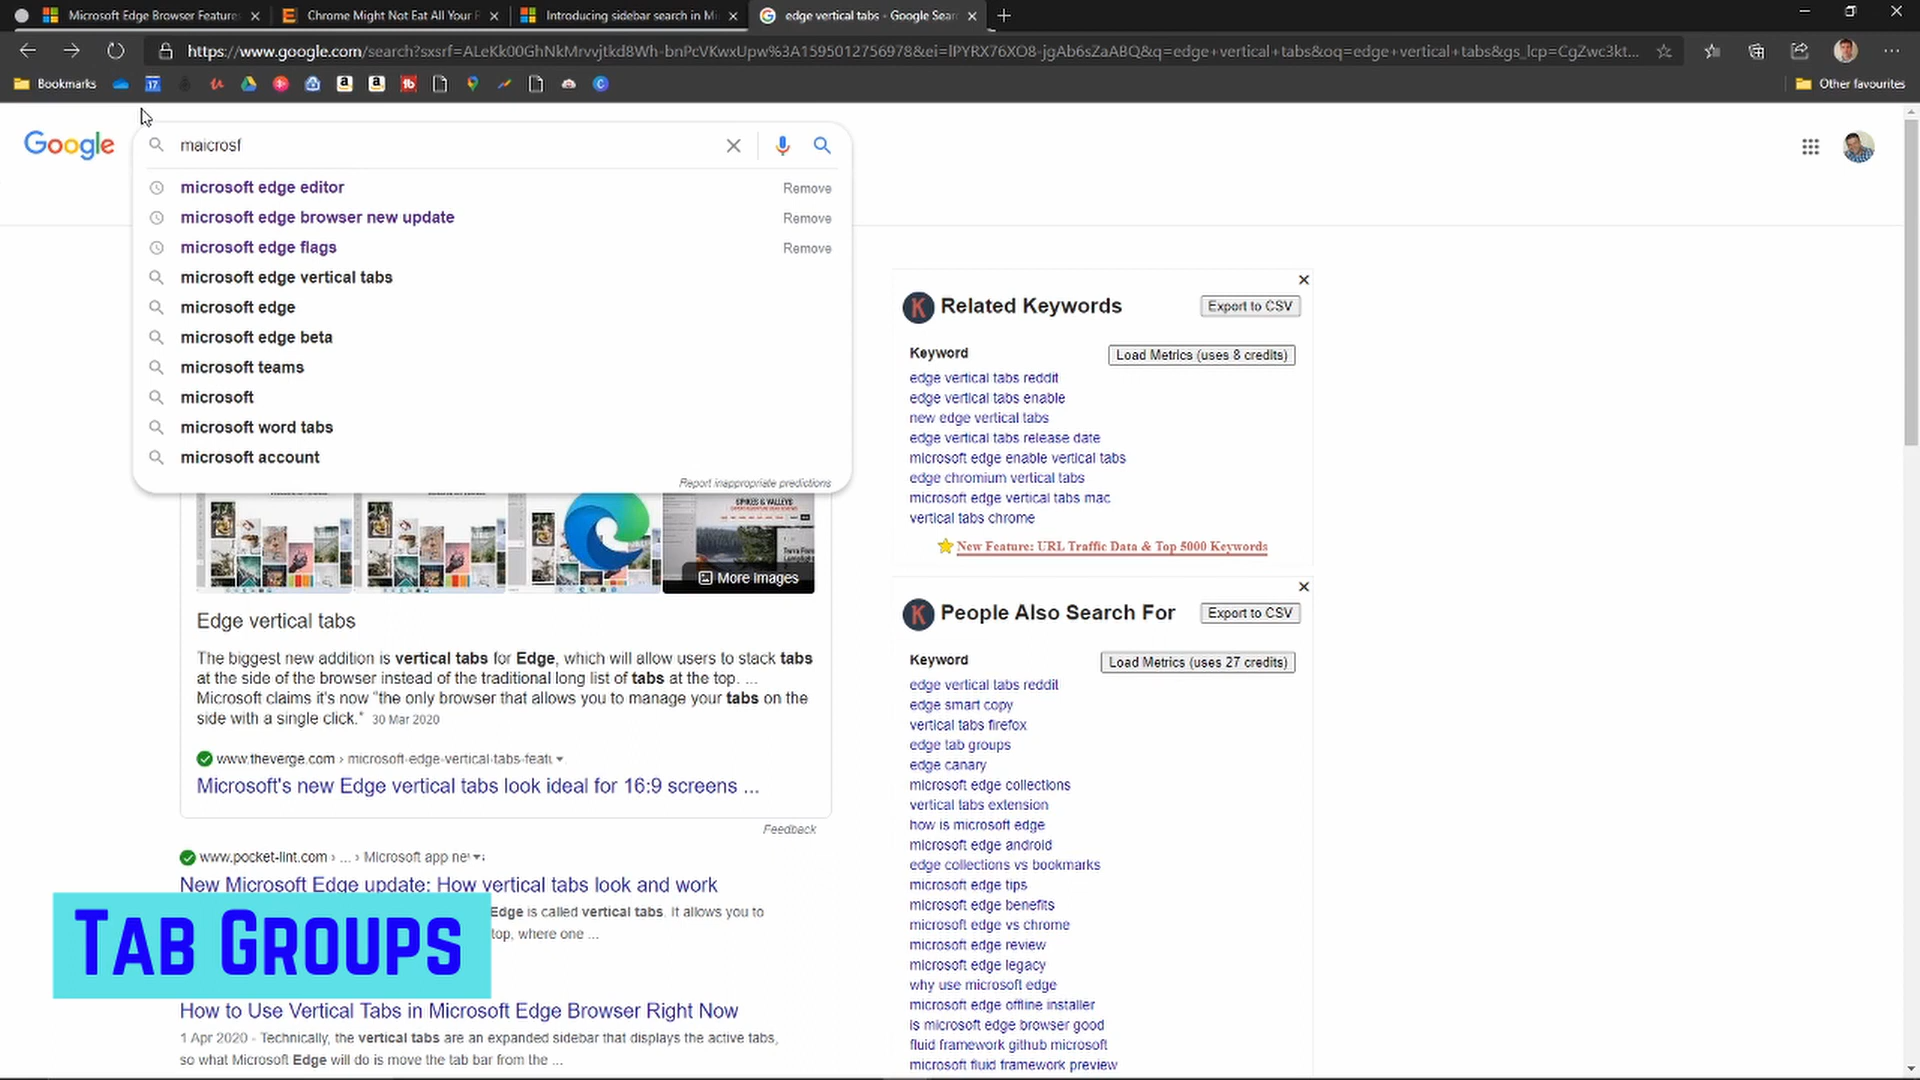 Microsoft Edge Browser Features
Chrome Might Not Eat All Your
Introducing sidebar search in Mi
edge vertical tabs - Google Sear
https://www.google.com/search?sxsrf=ALeKk00GhNkMrvvjtkd8Wh-bnPcVKwxUpw%3A1595012756978&ei=lPYRX76XO8-jgAb6sZaABQ&q=edge+vertical+tabs&oq=edge+vertical+tabs&gs_lcp=CgZwc3kt...
Bookmarks
17
Other favourites
Google
maicrosf
microsoft edge editor
Remove
microsoft edge browser new update
Remove
microsoft edge flags
Remove
microsoft edge vertical tabs
microsoft edge
microsoft edge beta
microsoft teams
microsoft
microsoft word tabs
microsoft account
Report inappropriate predictions
SPIKES & VALLEYS
More images
Edge vertical tabs
The biggest new addition is vertical tabs for Edge, which will allow users to stack tabs
at the side of the browser instead of the traditional long list of tabs at the top. ...
Microsoft claims it's now “the only browser that allows you to manage your tabs on the
side with a single click.” 30 Mar 2020
www.theverge.com › microsoft-edge-vertical-tabs-featu
Microsoft's new Edge vertical tabs look ideal for 16:9 screens ...
Feedback
www.pocket-lint.com › ... › Microsoft app ne
New Microsoft Edge update: How vertical tabs look and work
Edge is called vertical tabs. It allows you to
top, where one ...
Tab Groups
How to Use Vertical Tabs in Microsoft Edge Browser Right Now
1 Apr 2020 - Technically, the vertical tabs are an expanded sidebar that displays the active tabs,
so what Microsoft Edge will do is move the tab bar from the ...
K Related Keywords
Export to CSV
Keyword
Load Metrics (uses 8 credits)
edge vertical tabs reddit
edge vertical tabs enable
new edge vertical tabs
edge vertical tabs release date
microsoft edge enable vertical tabs
edge chromium vertical tabs
microsoft edge vertical tabs mac
vertical tabs chrome
New Feature: URL Traffic Data & Top 5000 Keywords
K People Also Search For
Export to CSV
Keyword
Load Metrics (uses 27 credits)
edge vertical tabs reddit
edge smart copy
vertical tabs firefox
edge tab groups
edge canary
microsoft edge collections
vertical tabs extension
how is microsoft edge
microsoft edge android
edge collections vs bookmarks
microsoft edge tips
microsoft edge benefits
microsoft edge vs chrome
microsoft edge review
microsoft edge legacy
why use microsoft edge
microsoft edge offline installer
is microsoft edge browser good
fluid framework github microsoft
microsoft fluid framework preview